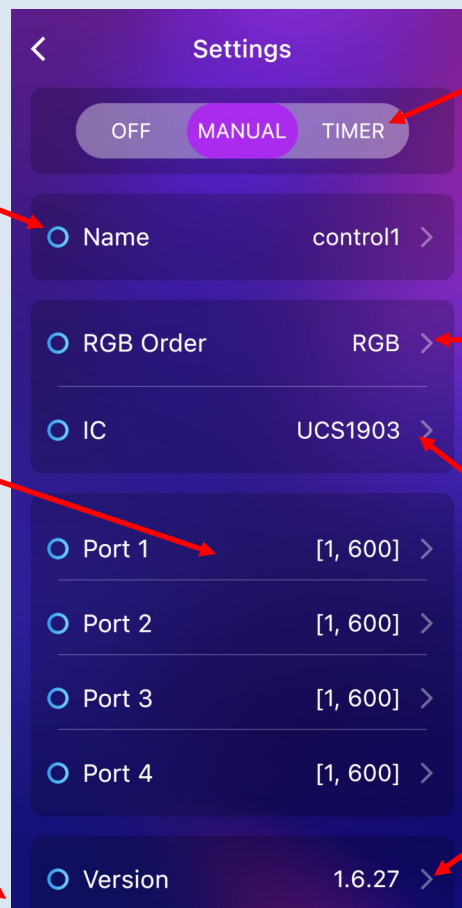 Settings
OFF MANUAL TIMER
Name control1
RGB Order RGB
IC UCS1903
Port 1 [1, 600]
Port 2 [1, 600]
Port 3 [1, 600]
Port 4 [1, 600]
Version 1.6.27